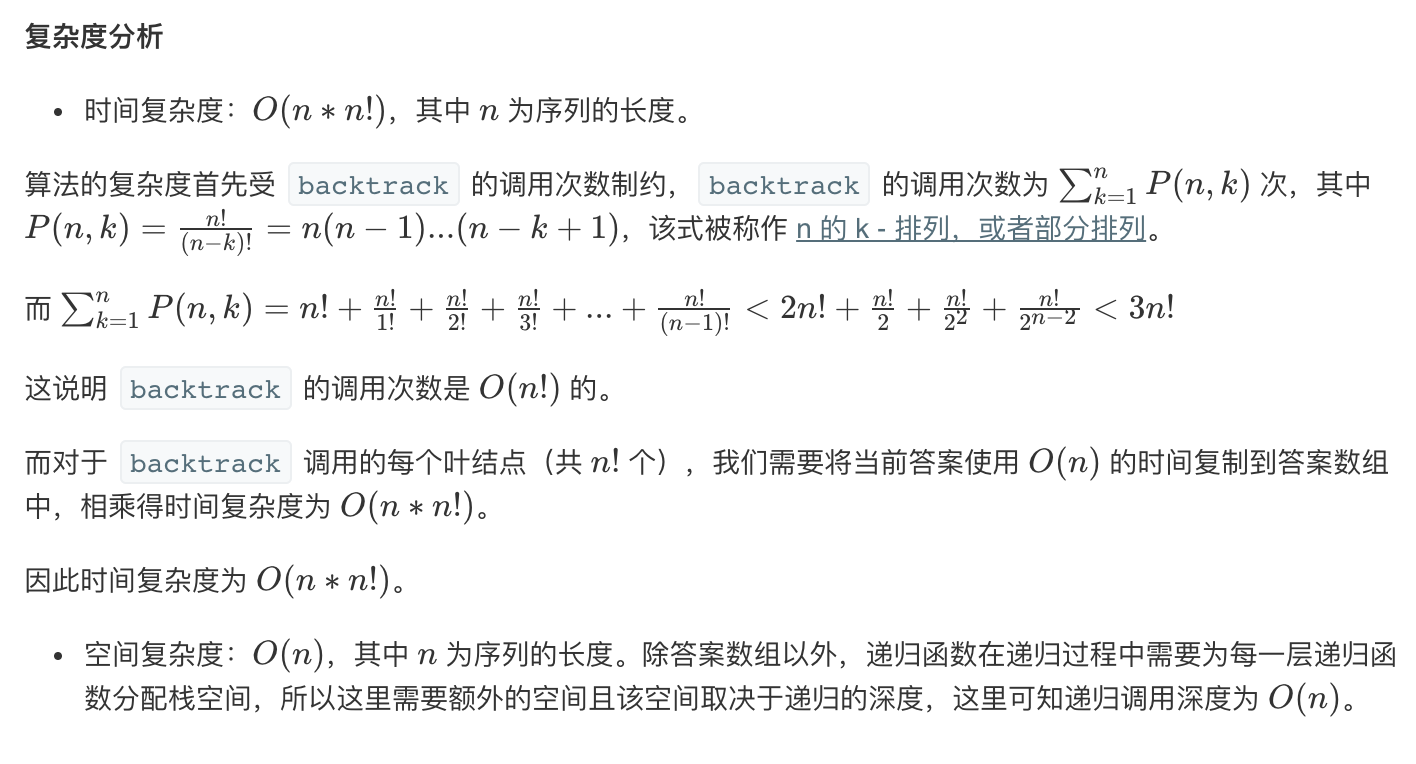 复杂度分析
• 时间复杂度：$O(n * n!)$，其中 $n$ 为序列的长度。
算法的复杂度首先受 backtrack 的调用次数制约， backtrack 的调用次数为 $\sum_{k=1}^{n} P(n, k)$ 次，其中
$P(n, k) = \frac{n!}{(n-k)!} = n(n-1)...(n-k+1)$，该式被称作 n 的 k - 排列，或者部分排列。
而 $\sum_{k=1}^{n} P(n, k) = n! + \frac{n!}{1!} + \frac{n!}{2!} + \frac{n!}{3!} + ... + \frac{n!}{(n-1)!} < 2n! + \frac{n!}{2} + \frac{n!}{2^2} + \frac{n!}{2^{n-2}} < 3n!$
这说明 backtrack 的调用次数是 $O(n!)$ 的。
而对于 backtrack 调用的每个叶结点（共 $n!$ 个），我们需要将当前答案使用 $O(n)$ 的时间复制到答案数组
中，相乘得时间复杂度为 $O(n * n!)$。
因此时间复杂度为 $O(n * n!)$。
• 空间复杂度：$O(n)$，其中 $n$ 为序列的长度。除答案数组以外，递归函数在递归过程中需要为每一层递归函
数分配栈空间，所以这里需要额外的空间且该空间取决于递归的深度，这里可知递归调用深度为 $O(n)$。